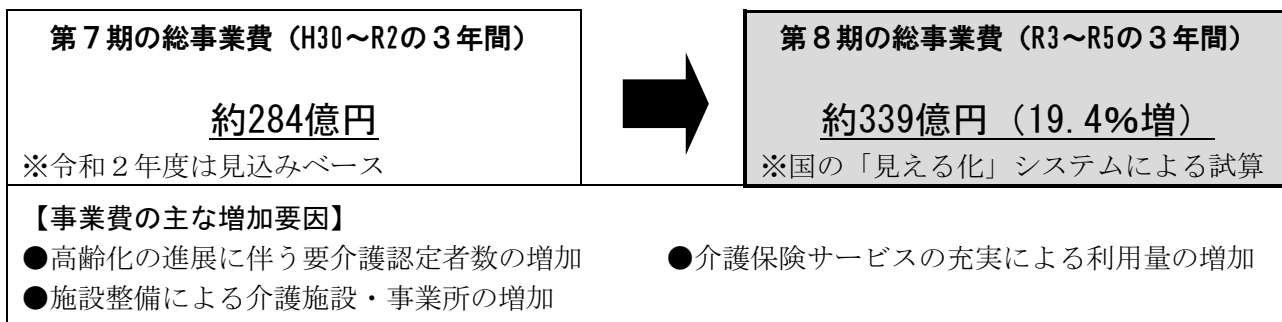 第７期の総事業費（H30～R2の３年間）
約284億円
※令和２年度は見込みベース
第８期の総事業費（R3～R5の３年間）
約339億円（19.4％増）
※国の「見える化」システムによる試算
【事業費の主な増加要因】
●高齢化の進展に伴う要介護認定者数の増加　　●介護保険サービスの充実による利用量の増加
●施設整備による介護施設・事業所の増加